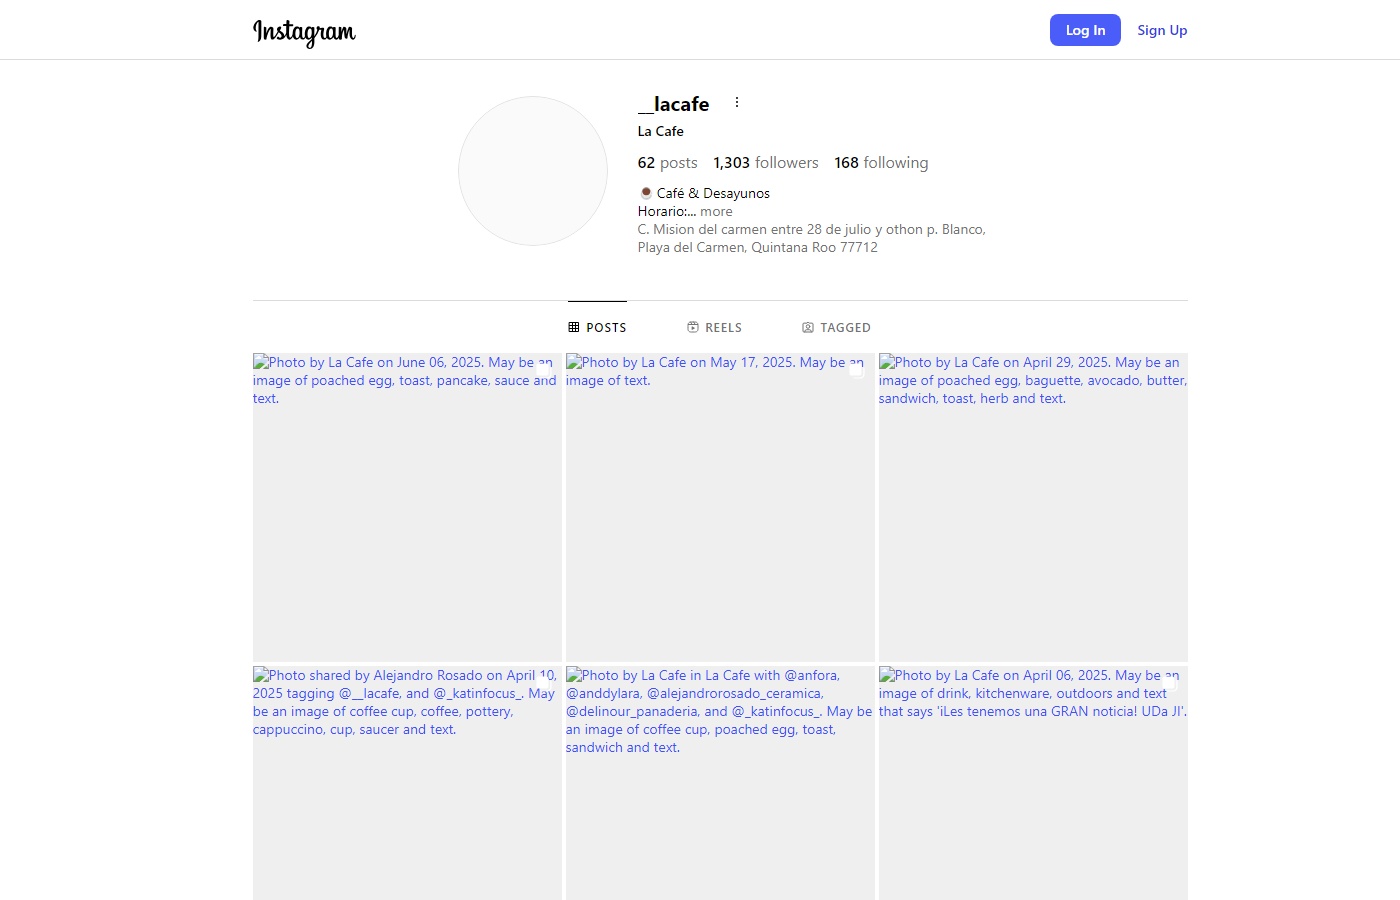 Instagram
Log In
Sign Up
__lacafe
La Cafe
62 posts 1,303 followers 168 following
Café & Desayunos
Horario:... more
C. Mision del carmen entre 28 de julio y othon p. Blanco,
Playa del Carmen, Quintana Roo 77712
POSTS
REELS
TAGGED
Photo by La Cafe on June 06, 2025. May be an
image of poached egg, toast, pancake, sauce and
text.
Photo by La Cafe on May 17, 2025. May be an
image of text.
Photo by La Cafe on April 29, 2025. May be an
image of poached egg, baguette, avocado, butter,
sandwich, toast, herb and text.
Photo shared by Alejandro Rosado on April 10,
2025 tagging @__lacafe, and @_katinfocus_. May
be an image of coffee cup, coffee, pottery,
cappuccino, cup, saucer and text.
Photo by La Cafe in La Cafe with @anfora,
@anddylara, @alejandrorosado_ceramica,
@delinour_panaderia, and @_katinfocus_. May be
an image of coffee cup, poached egg, toast,
sandwich and text.
Photo by La Cafe on April 06, 2025. May be an
image of drink, kitchenware, outdoors and text
that says 'iLes tenemos una GRAN noticia! UDa JI'.